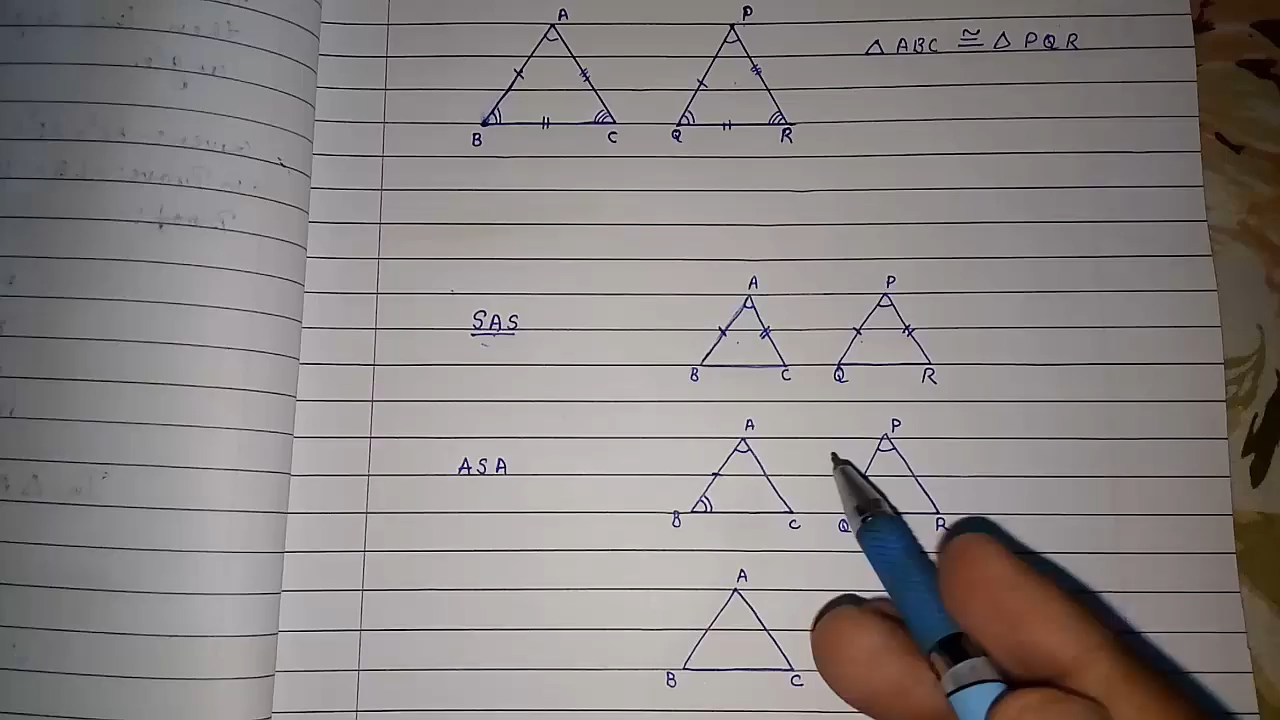 A P
△ ABC ≅ △ PQR
B C Q R
A P
SAS
B C Q R
A P
ASA
B C Q R
A
B C